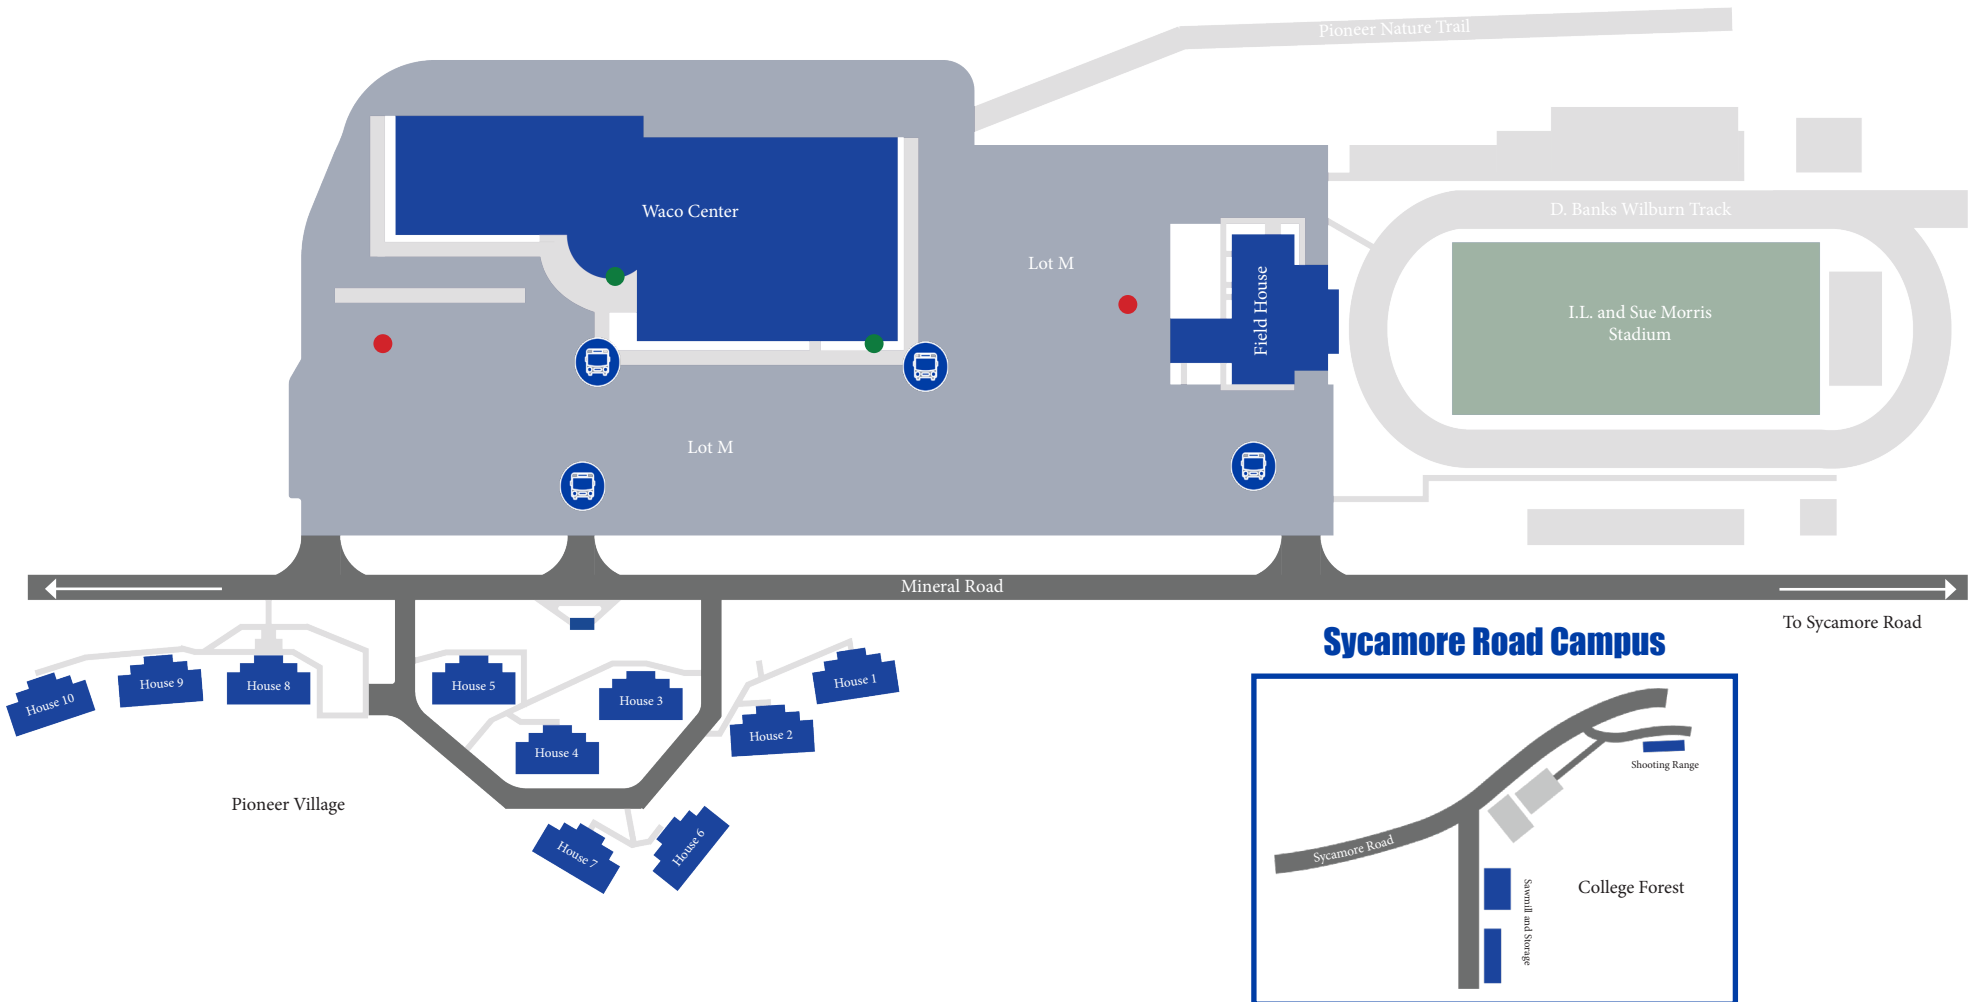 Pioneer Nature Trail
Waco Center
D. Banks Wilburn Track
Lot M
Field House
I.L. and Sue Morris
Stadium
Lot M
Mineral Road
To Sycamore Road
House 10
House 9
House 8
House 5
House 4
House 3
House 2
House 1
Pioneer Village
House 7
House 6
Sycamore Road Campus
Shooting Range
Sycamore Road
College Forest
Sawmill and Storage